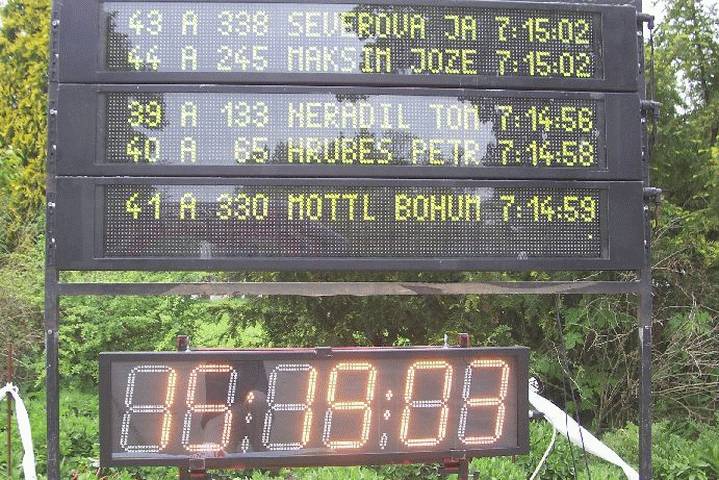 43 A 338 SEVEROVA JA 7:15:02
44 A 245 MAKSIM JOZE 7:15:02
39 A 133 NERADIL TOM 7:14:56
40 A 65 HRUBES PETR 7:14:58
41 A 330 MOTTL BOHUM 7:14:59
15:19:03